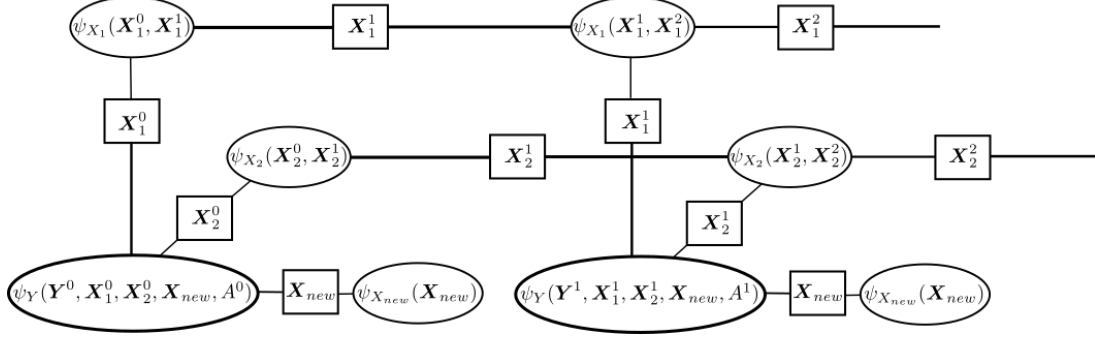 ψ_{X_1}(X_1^0, X_1^1) X_1^1 ψ_{X_1}(X_1^1, X_1^2) X_1^2
X_1^0 X_1^1
ψ_{X_2}(X_2^0, X_2^1) X_2^1 ψ_{X_2}(X_2^1, X_2^2) X_2^2
X_2^0 X_2^1
ψ_Y(Y^0, X_1^0, X_2^0, X_{new}, A^0) X_{new} ψ_{X_{new}}(X_{new}) ψ_Y(Y^1, X_1^1, X_2^1, X_{new}, A^1) X_{new} ψ_{X_{new}}(X_{new})